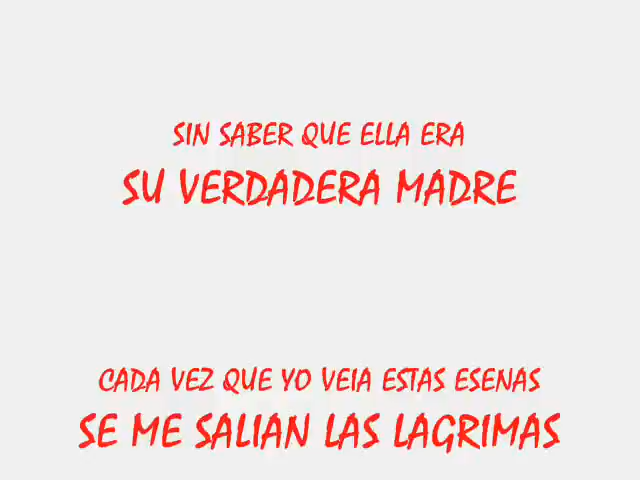 SIN SABER QUE ELLA ERA
SU VERDADERA MADRE
CADA VEZ QUE YO VEIA ESTAS ESENAS
SE ME SALIAN LAS LAGRIMAS